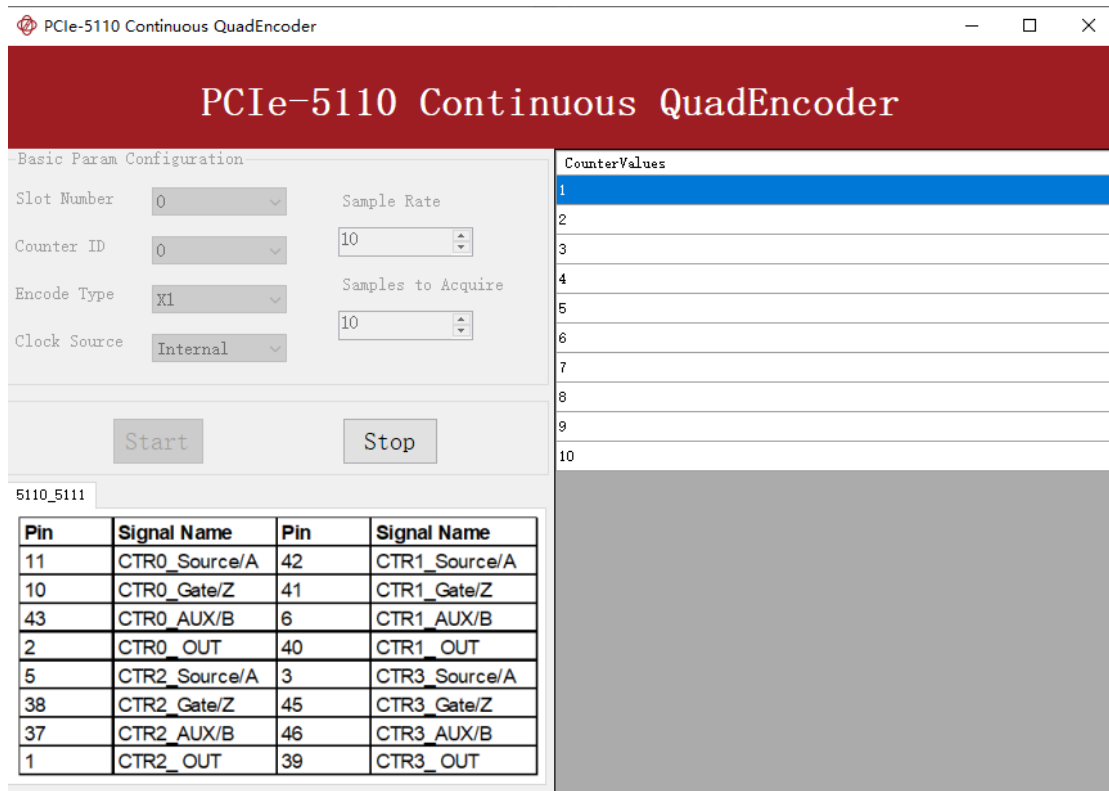 PCIe-5110 Continuous QuadEncoder
PCIe-5110 Continuous QuadEncoder
Basic Param Configuration
Slot Number 0
Counter ID 0
Encode Type X1
Clock Source Internal
Sample Rate
10
Samples to Acquire
10
Start Stop
5110_5111
Pin Signal Name Pin Signal Name
11 CTR0_Source/A 42 CTR1_Source/A
10 CTR0_Gate/Z 41 CTR1_Gate/Z
43 CTR0_AUX/B 6 CTR1_AUX/B
2 CTR0_ OUT 40 CTR1_ OUT
5 CTR2_Source/A 3 CTR3_Source/A
38 CTR2_Gate/Z 45 CTR3_Gate/Z
37 CTR2_AUX/B 46 CTR3_AUX/B
1 CTR2_ OUT 39 CTR3_ OUT
CounterValues
1
2
3
4
5
6
7
8
9
10